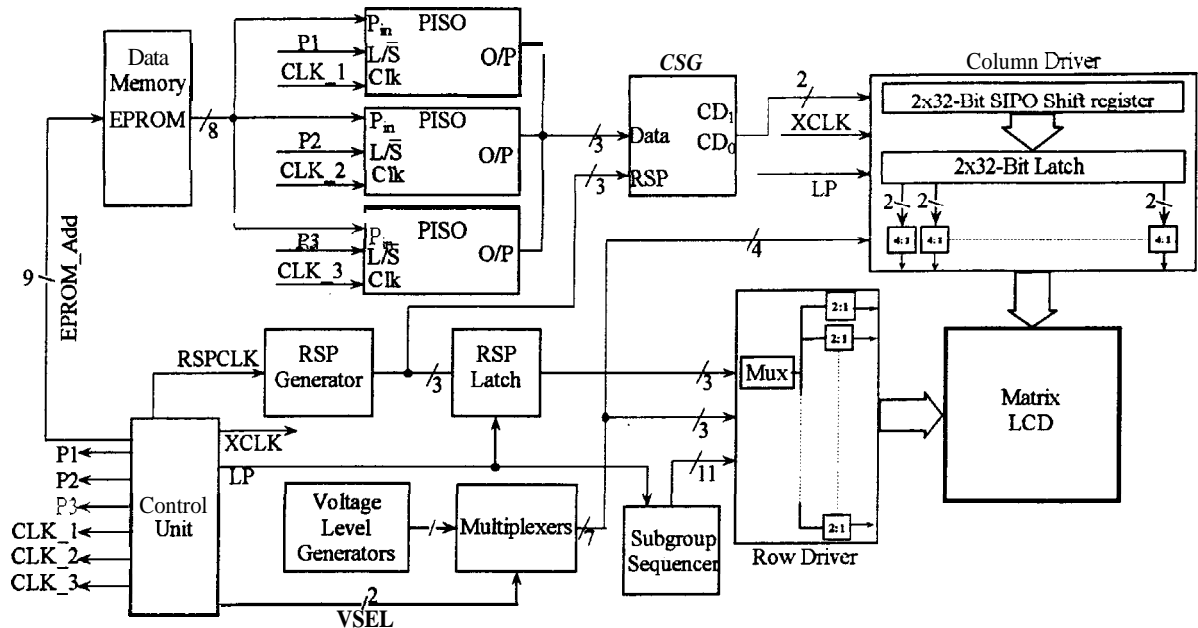 Data
Memory
EPROM
8
P_in
PISO
P1
L/S̅
CLK_1
Clk
O/P
P_in
PISO
P2
L/S̅
CLK_2
Clk
O/P
P_in
PISO
P3
L/S̅
CLK_3
Clk
O/P
3
3
CSG
Data
CD₁
CD₀
RSP
2
XCLK
LP
4
Column Driver
2x32-Bit SIPO Shift register
2x32-Bit Latch
2
2
2
4:1
4:1
4:1
9
EPROM_Add
RSPCLK
RSP
Generator
3
RSP
Latch
3
3
11
Mux
2:1
2:1
2:1
Row Driver
Matrix
LCD
XCLK
LP
P1
P2
P3
CLK_1
CLK_2
CLK_3
Control
Unit
Voltage
Level
Generators
Multiplexers
7
2
VSEL
Subgroup
Sequencer